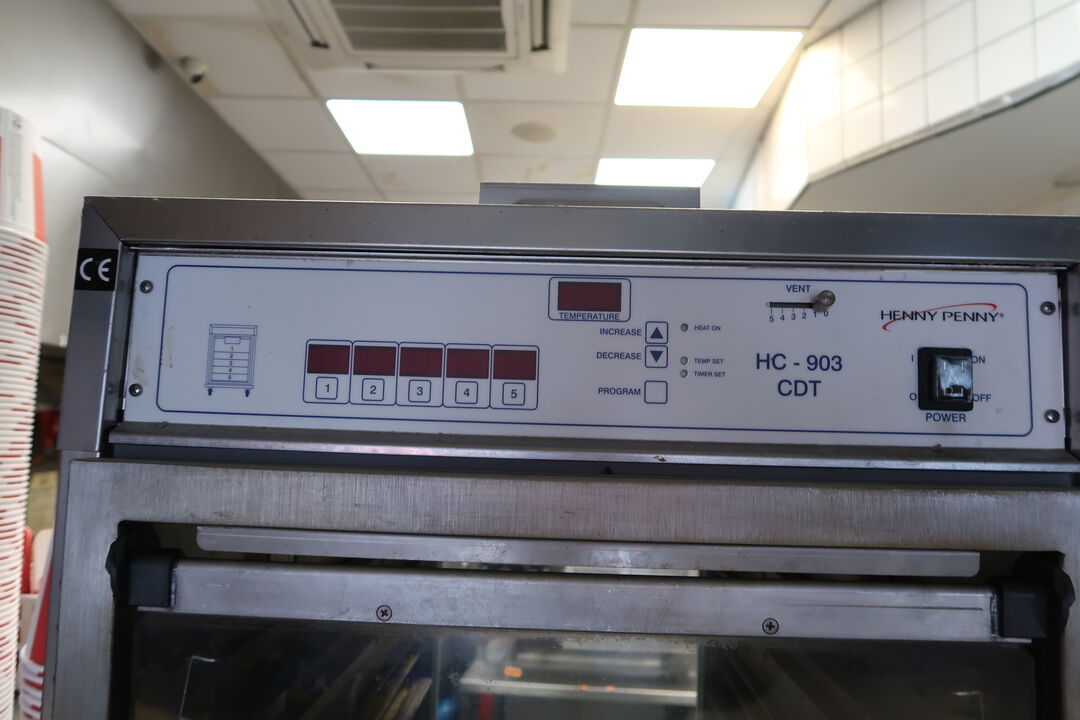 CE
1
2
3
4
5
1
2
3
4
5
TEMPERATURE
INCREASE
DECREASE
PROGRAM
HEAT ON
TEMP SET
TIMER SET
VENT
5 4 3 2 1 0
HC - 903
CDT
HENNY PENNY®
I ON
O OFF
POWER